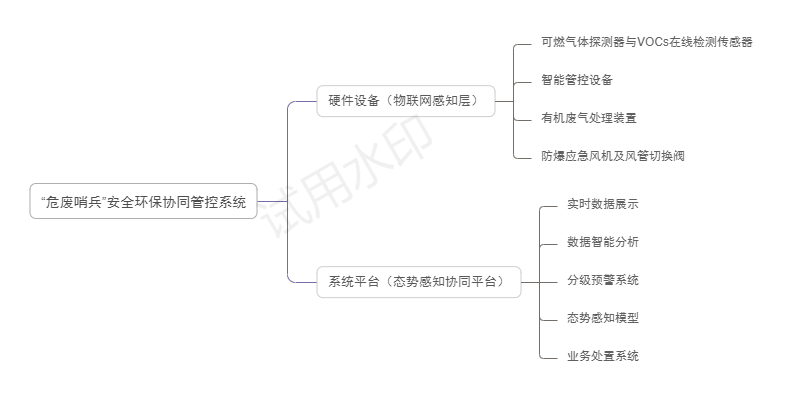 “危废哨兵”安全环保协同管控系统
硬件设备（物联网感知层）
可燃气体探测器与VOCs在线检测传感器
智能管控设备
有机废气处理装置
防爆应急风机及风管切换阀
系统平台（态势感知协同平台）
实时数据展示
数据智能分析
分级预警系统
态势感知模型
业务处置系统
试用水印